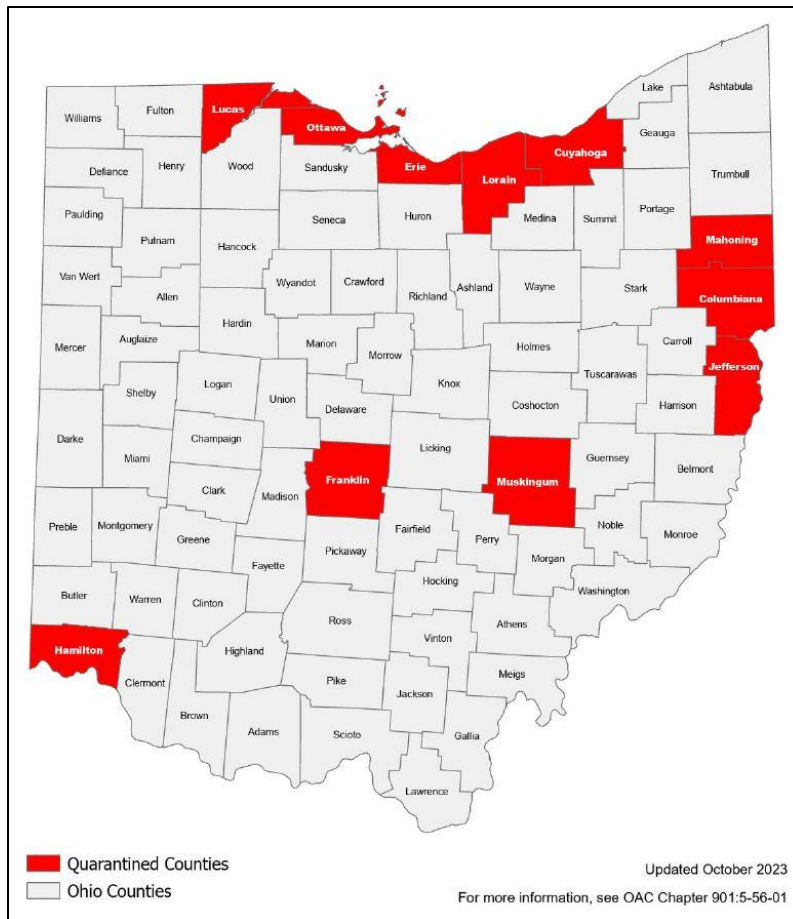 Lake
Ashtabula
Lucas
Fulton
Williams
Ottawa
Geauga
Cuyahoga
Erie
Wood
Sandusky
Henry
Defiance
Lorain
Trumbull
Portage
Paulding
Seneca
Huron
Medina
Summit
Mahoning
Putnam
Hancock
Van Wert
Wyandot
Crawford
Ashland
Wayne
Stark
Richland
Allen
Columbiana
Hardin
Auglaize
Mercer
Marion
Morrow
Holmes
Carroll
Tuscarawas
Jefferson
Logan
Knox
Shelby
Union
Delaware
Coshocton
Harrison
Darke
Champaign
Licking
Miami
Guernsey
Belmont
Franklin
Muskingum
Clark
Madison
Preble
Montgomery
Greene
Fairfield
Perry
Noble
Monroe
Pickaway
Morgan
Fayette
Hocking
Washington
Butler
Warren
Clinton
Ross
Athens
Vinton
Hamilton
Highland
Meigs
Clermont
Pike
Jackson
Brown
Adams
Scioto
Gallia
Lawrence
Quarantined Counties
Ohio Counties
Updated October 2023
For more information, see OAC Chapter 901:5-56-01